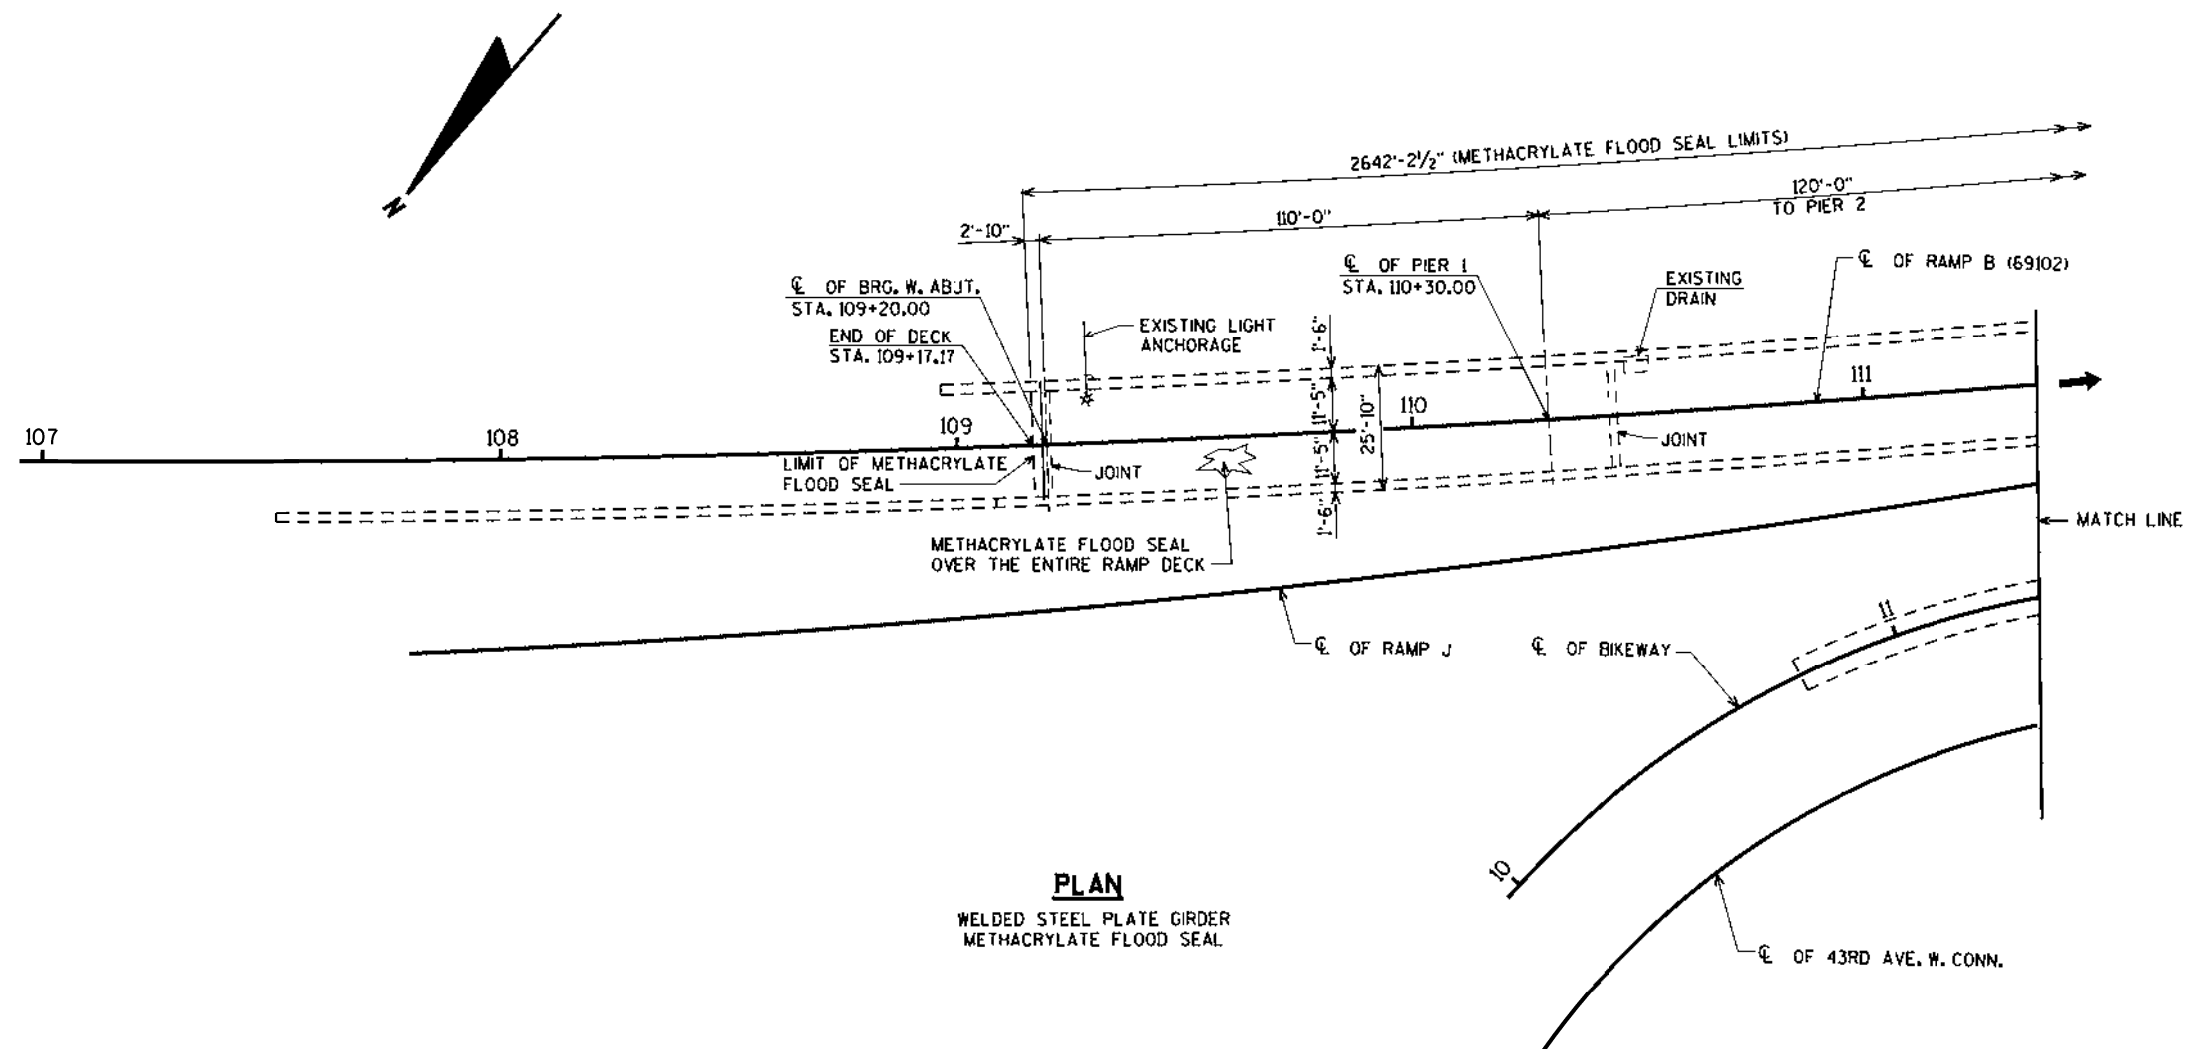 N
2642'-2½" (METHACRYLATE FLOOD SEAL LIMITS)
120'-0"
TO PIER 2
110'-0"
2'-10"
℄ OF BRG. W. ABUT.
STA. 109+20.00
END OF DECK
STA. 109+17.17
EXISTING LIGHT
ANCHORAGE
℄ OF PIER 1
STA. 110+30.00
EXISTING
DRAIN
℄ OF RAMP B (69102)
1'-6"
11'-5"
11'-5"
1'-6"
25'-10"
107
108
109
110
111
LIMIT OF METHACRYLATE
FLOOD SEAL
JOINT
JOINT
METHACRYLATE FLOOD SEAL
OVER THE ENTIRE RAMP DECK
MATCH LINE
℄ OF RAMP J
℄ OF BIKEWAY
11
10
℄ OF 43RD AVE. W. CONN.
PLAN
WELDED STEEL PLATE GIRDER
METHACRYLATE FLOOD SEAL